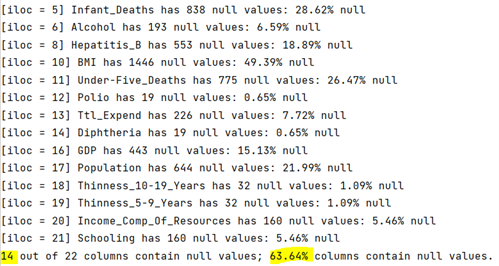 [iloc = 5] Infant_Deaths has 838 null values: 28.62% null
[iloc = 6] Alcohol has 193 null values: 6.59% null
[iloc = 8] Hepatitis_B has 553 null values: 18.89% null
[iloc = 10] BMI has 1446 null values: 49.39% null
[iloc = 11] Under-Five_Deaths has 775 null values: 26.47% null
[iloc = 12] Polio has 19 null values: 0.65% null
[iloc = 13] Ttl_Expend has 226 null values: 7.72% null
[iloc = 14] Diphtheria has 19 null values: 0.65% null
[iloc = 16] GDP has 443 null values: 15.13% null
[iloc = 17] Population has 644 null values: 21.99% null
[iloc = 18] Thinness_10-19_Years has 32 null values: 1.09% null
[iloc = 19] Thinness_5-9_Years has 32 null values: 1.09% null
[iloc = 20] Income_Comp_Of_Resources has 160 null values: 5.46% null
[iloc = 21] Schooling has 160 null values: 5.46% null
14 out of 22 columns contain null values; 63.64% columns contain null values.